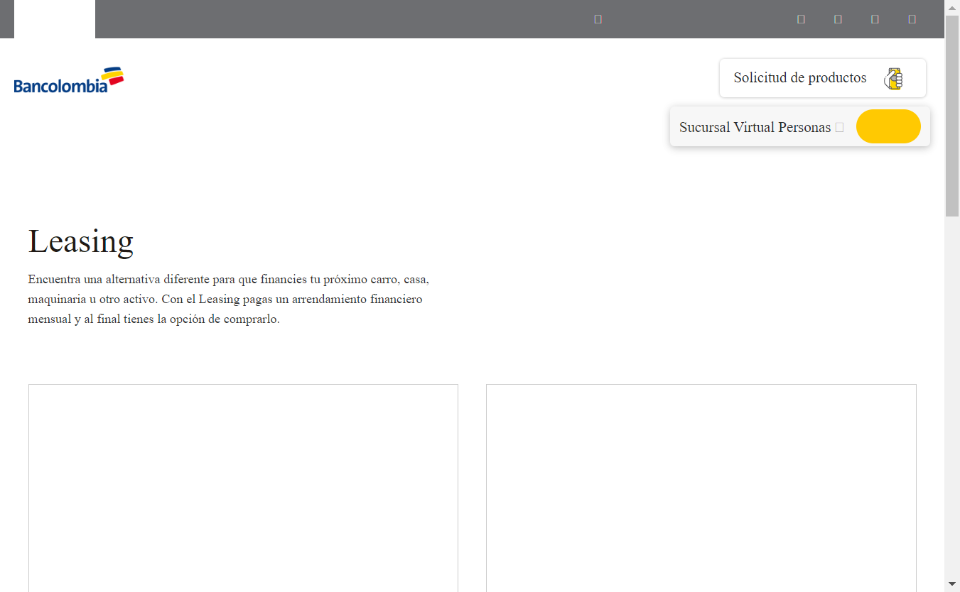 Bancolombia
Solicitud de productos
Sucursal Virtual Personas
Leasing
Encuentra una alternativa diferente para que financies tu próximo carro, casa,
maquinaria u otro activo. Con el Leasing pagas un arrendamiento financiero
mensual y al final tienes la opción de comprarlo.